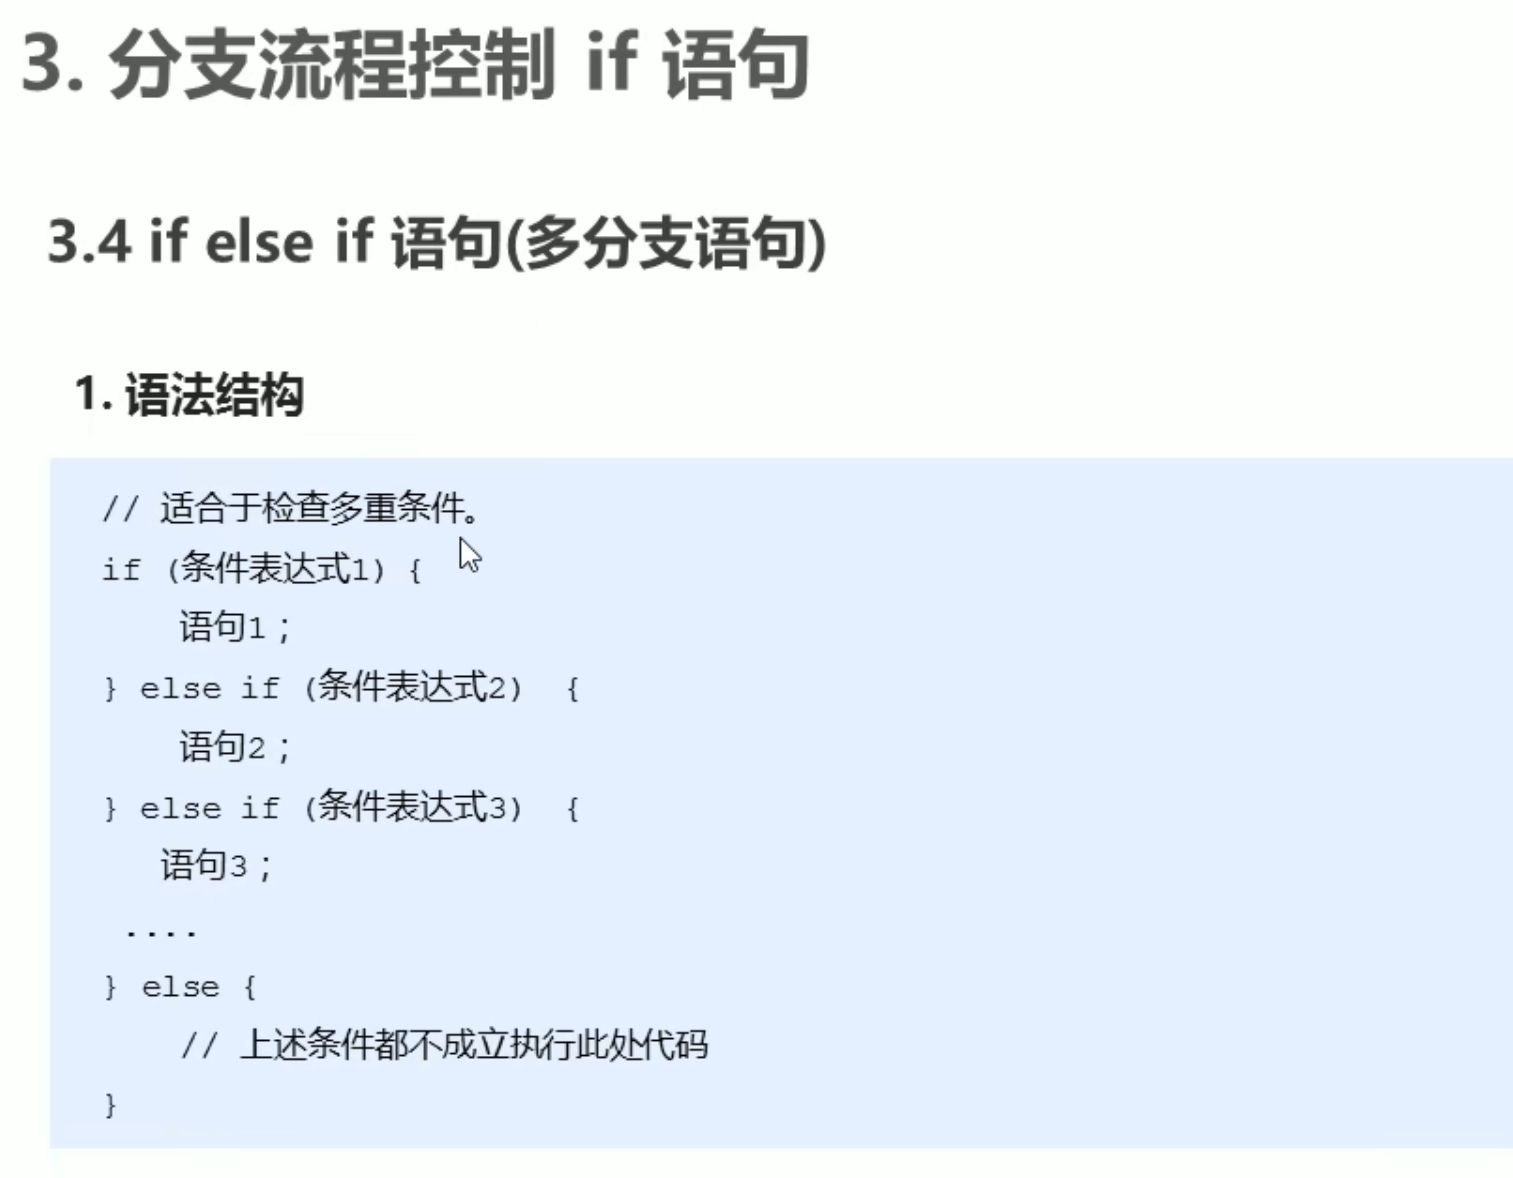 3. 分支流程控制 if 语句
3.4 if else if 语句(多分支语句)
1. 语法结构
// 适合于检查多重条件。
if (条件表达式1) {
语句1；
} else if (条件表达式2)  {
语句2；
} else if (条件表达式3)  {
语句3；
....
} else {
// 上述条件都不成立执行此处代码
}